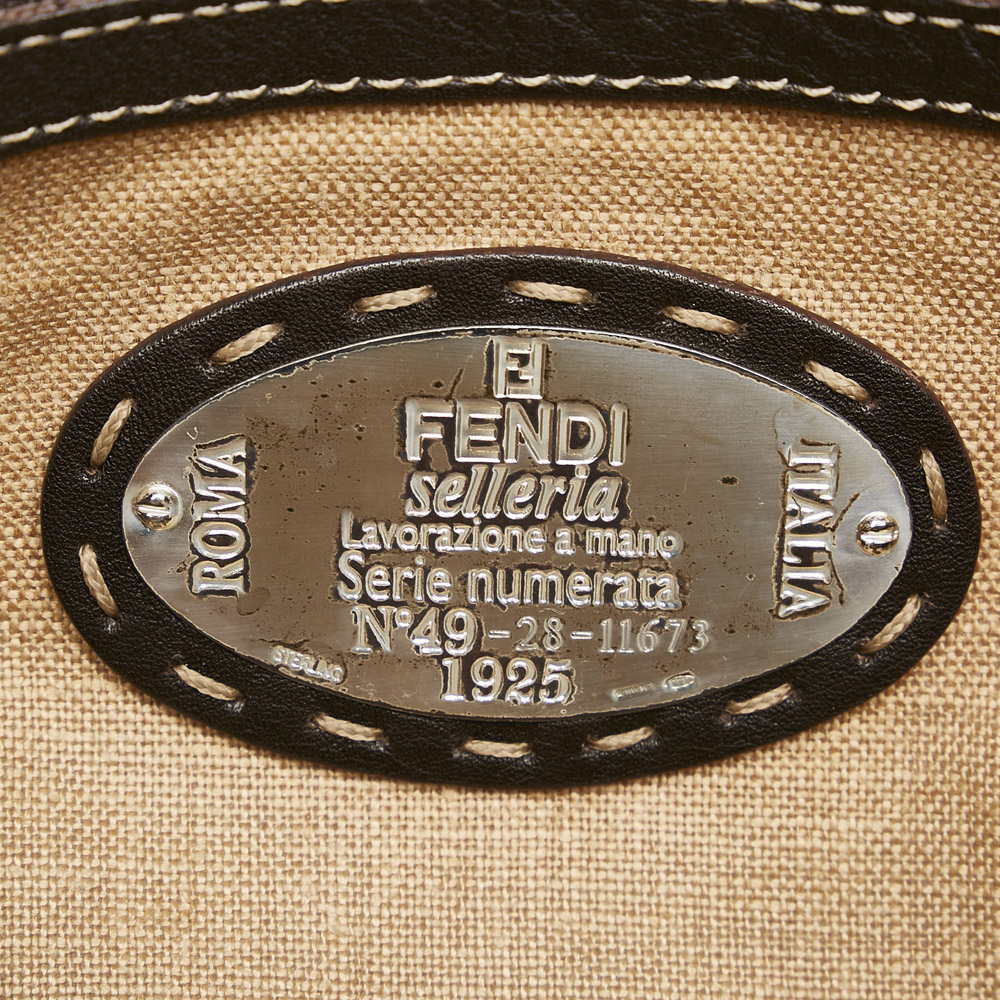 FENDI
selleria
Lavorazione a mano
Serie numerata
N°49-28-11673
1925
ROMA
ITALIA